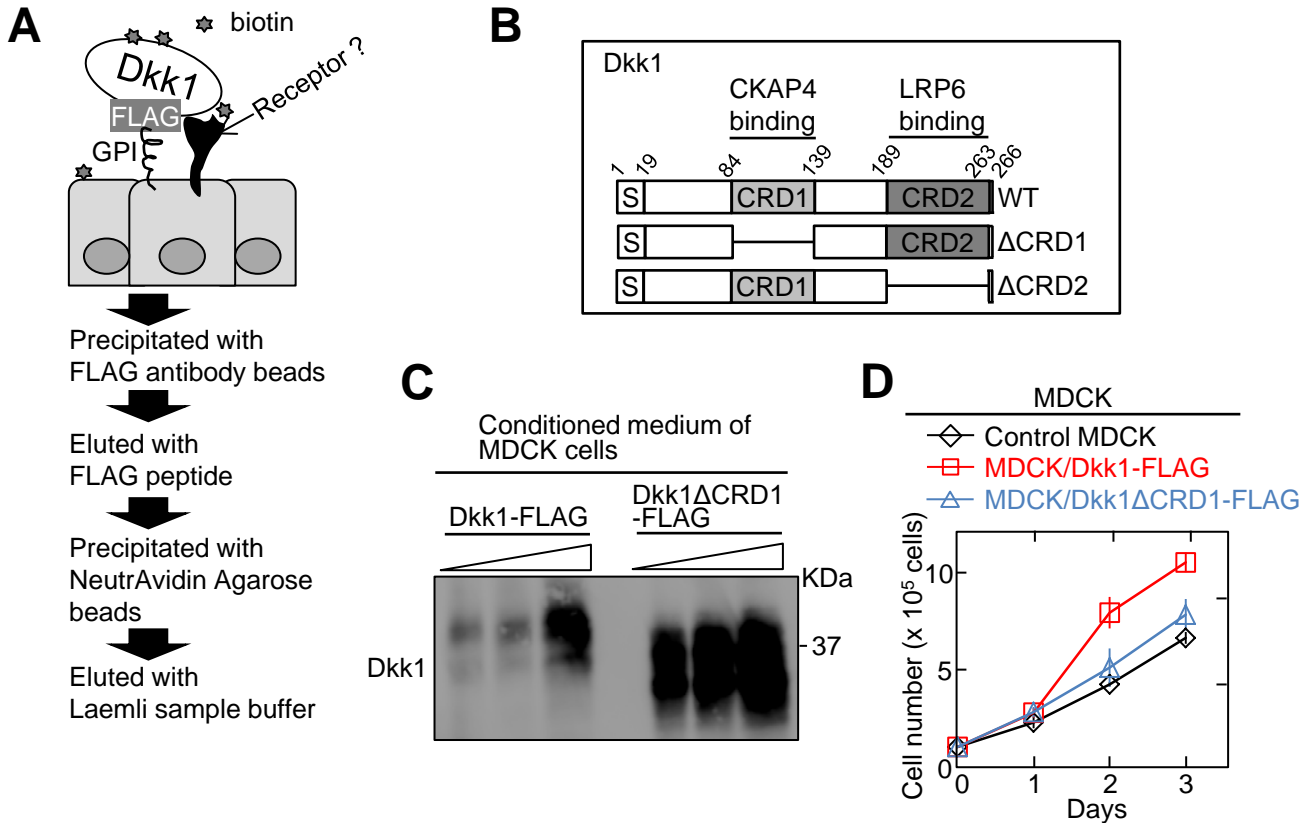 A
biotin
Dkk1
FLAG
GPI
Receptor ?
Precipitated with
FLAG antibody beads
Eluted with
FLAG peptide
Precipitated with
NeutrAvidin Agarose
beads
Eluted with
Laemli sample buffer
B
Dkk1
CKAP4
binding
LRP6
binding
1 19 84 139 189 263 266
S CRD1 CRD2 WT
S CRD2 ΔCRD1
S CRD1 ΔCRD2
C
Conditioned medium of
MDCK cells
Dkk1-FLAG
Dkk1ΔCRD1
-FLAG
KDa
37
Dkk1
D
MDCK
Control MDCK
MDCK/Dkk1-FLAG
MDCK/Dkk1ΔCRD1-FLAG
Cell number (x 10⁵ cells)
10
5
0
0 1 2 3
Days